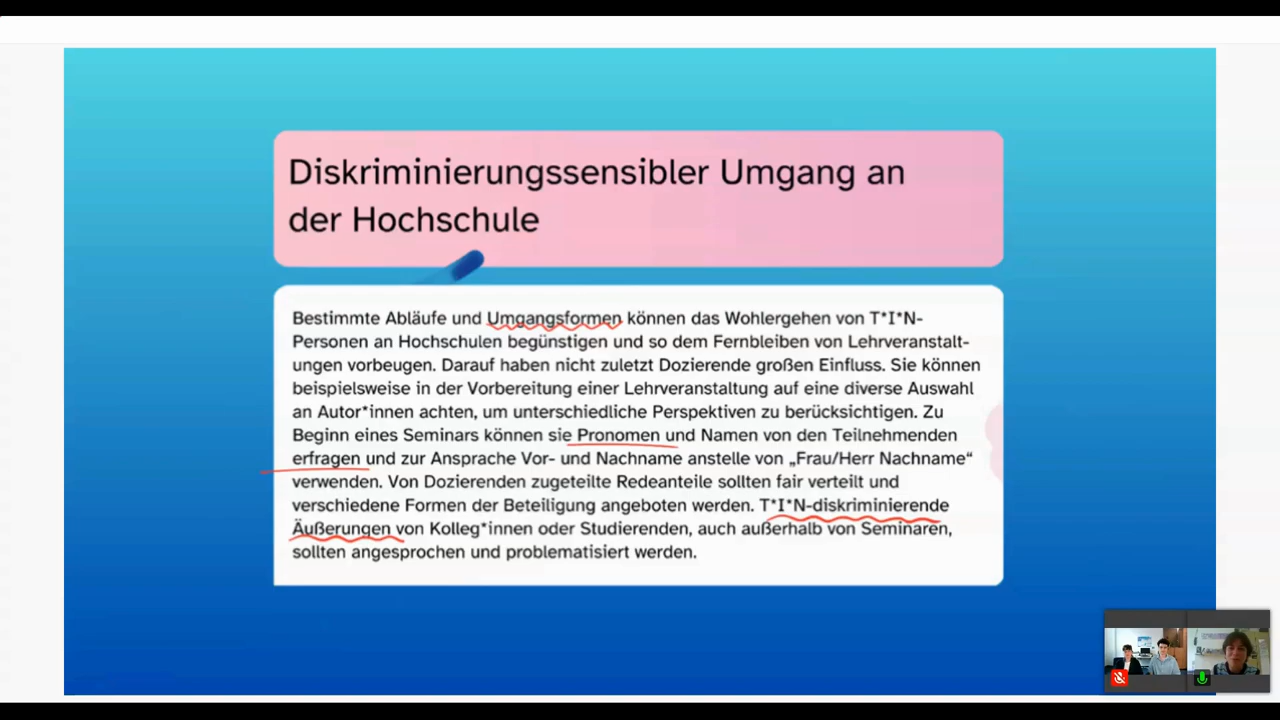 Diskriminierungssensibler Umgang an
der Hochschule
Bestimmte Abläufe und Umgangsformen können das Wohlergehen von T*I*N-
Personen an Hochschulen begünstigen und so dem Fernbleiben von Lehrveranstalt-
ungen vorbeugen. Darauf haben nicht zuletzt Dozierende großen Einfluss. Sie können
beispielsweise in der Vorbereitung einer Lehrveranstaltung auf eine diverse Auswahl
an Autor*innen achten, um unterschiedliche Perspektiven zu berücksichtigen. Zu
Beginn eines Seminars können sie Pronomen und Namen von den Teilnehmenden
erfragen und zur Ansprache Vor- und Nachname anstelle von „Frau/Herr Nachname“
verwenden. Von Dozierenden zugeteilte Redeanteile sollten fair verteilt und
verschiedene Formen der Beteiligung angeboten werden. T*I*N-diskriminierende
Äußerungen von Kolleg*innen oder Studierenden, auch außerhalb von Seminaren,
sollten angesprochen und problematisiert werden.